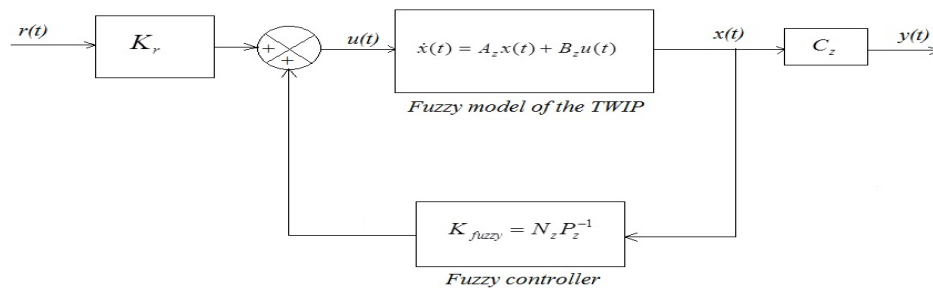 r(t)
K_r
+
+
u(t)
ẋ(t) = A_z x(t) + B_z u(t)
Fuzzy model of the TWIP
x(t)
C_z
y(t)
K_fuzzy = N_z P_z^{-1}
Fuzzy controller